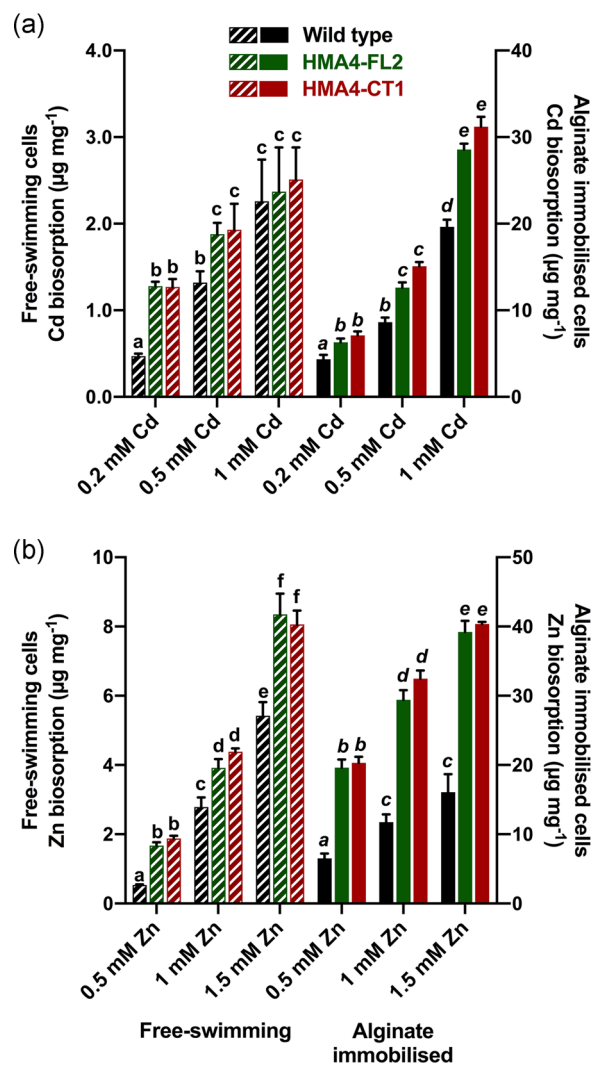 (a)
Wild type
HMA4-FL2
HMA4-CT1
Free-swimming cells
Cd biosorption (µg mg⁻¹)
4.0
3.0
2.0
1.0
0.0
a
b
b
b
c
c
c
c
c
a
b
b
b
c
c
d
e
e
40
30
20
10
0
Alginate immobilised cells
Cd biosorption (µg mg⁻¹)
0.2 mM Cd
0.5 mM Cd
1 mM Cd
0.2 mM Cd
0.5 mM Cd
1 mM Cd
(b)
Free-swimming cells
Zn biosorption (µg mg⁻¹)
10
8
6
4
2
0
a
b
b
c
d
d
e
f
f
a
b
b
c
d
d
c
e
e
50
40
30
20
10
0
Alginate immobilised cells
Zn biosorption (µg mg⁻¹)
0.5 mM Zn
1 mM Zn
1.5 mM Zn
0.5 mM Zn
1 mM Zn
1.5 mM Zn
Free-swimming
Alginate
immobilised